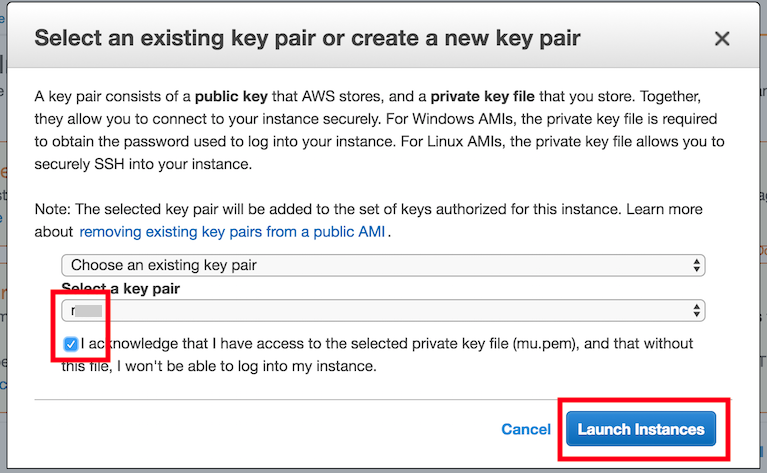 Select an existing key pair or create a new key pair
A key pair consists of a public key that AWS stores, and a private key file that you store. Together,
they allow you to connect to your instance securely. For Windows AMIs, the private key file is required
to obtain the password used to log into your instance. For Linux AMIs, the private key file allows you to
securely SSH into your instance.
Note: The selected key pair will be added to the set of keys authorized for this instance. Learn more
about removing existing key pairs from a public AMI .
Choose an existing key pair
Select a key pair
I acknowledge that I have access to the selected private key file (mu.pem), and that without
this file, I won't be able to log into my instance.
Cancel Launch Instances